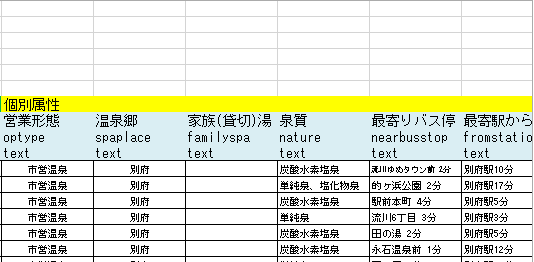 個別属性
営業形態 温泉郷 家族(貸切)湯 泉質 最寄りバス停 最寄駅から
optype spaplace familyspa nature nearbusstop fromstatio
text text text text text text
市営温泉 別府 炭酸水素塩泉 流川ゆめタウン前 2分 別府駅10分
市営温泉 別府 単純泉、塩化物泉 的ヶ浜公園 2分 別府駅17分
市営温泉 別府 炭酸水素塩泉 駅前本町 4分 別府駅5分
市営温泉 別府 単純泉 流川6丁目 3分 別府駅3分
市営温泉 別府 炭酸水素塩泉 田の湯 2分 別府駅5分
市営温泉 別府 炭酸水素塩泉 永石温泉前 1分 別府駅12分